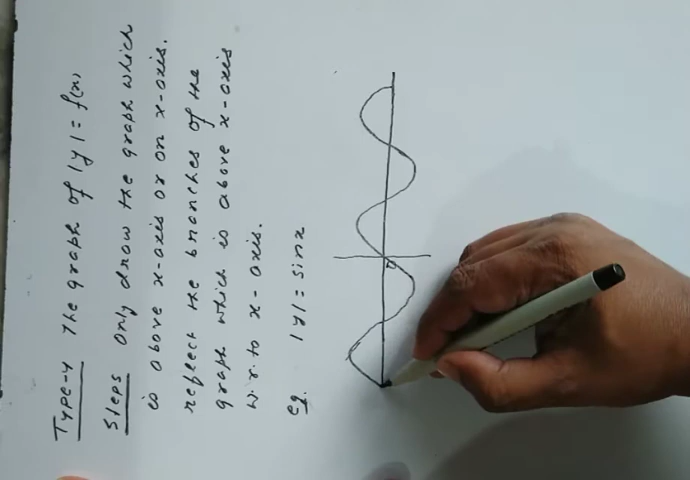 Type-4 The graph of |y| = f(x)
Steps only draw the graph which
is above x-axis or on x-axis.
reflect the branches of the
graph which is above x-axis
w.r. to x-axis.
eg. |y| = sinx